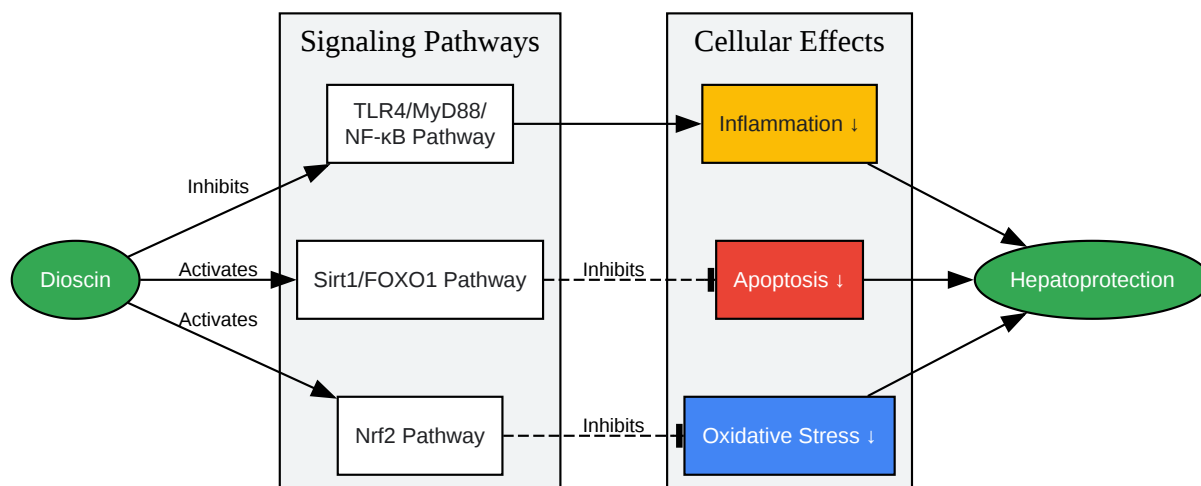 Signaling Pathways
Cellular Effects
TLR4/MyD88/
NF-κB Pathway
Inflammation ↓
Inhibits
Dioscin
Activates
Sirt1/FOXO1 Pathway
Inhibits
Apoptosis ↓
Hepatoprotection
Activates
Nrf2 Pathway
Inhibits
Oxidative Stress ↓